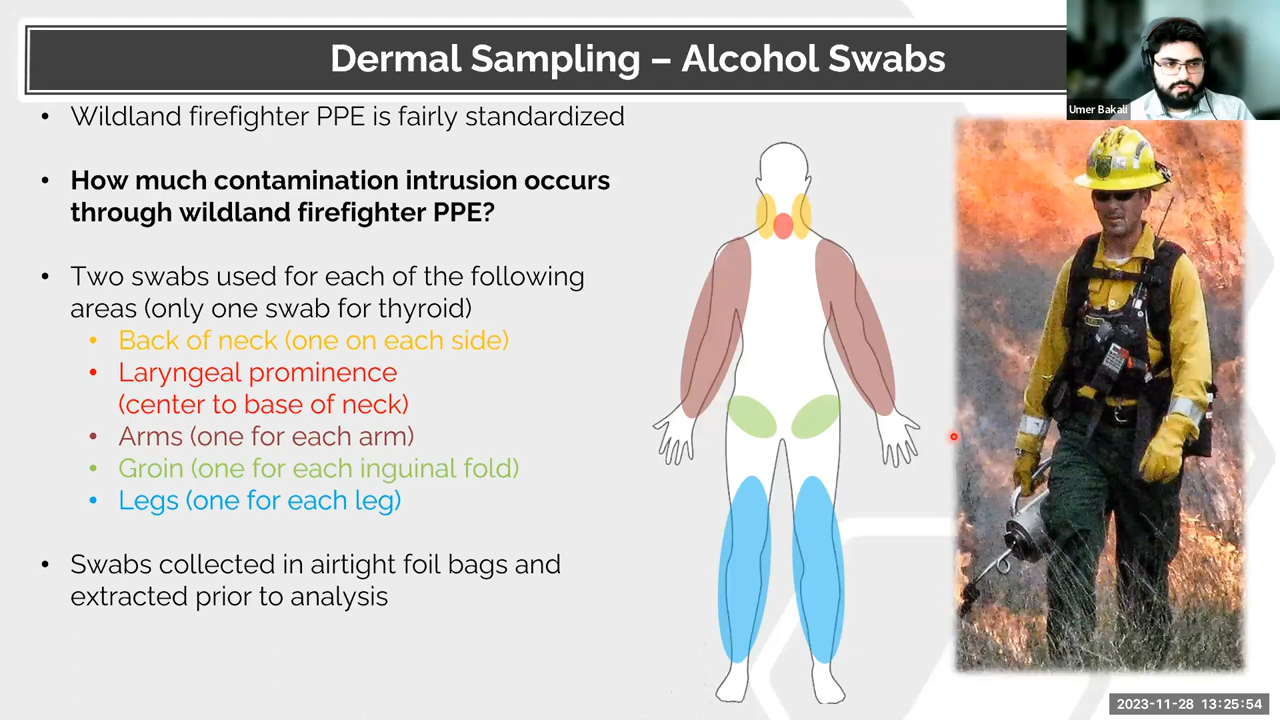 Dermal Sampling – Alcohol Swabs
Umer Bakali
• Wildland firefighter PPE is fairly standardized
• How much contamination intrusion occurs
through wildland firefighter PPE?
• Two swabs used for each of the following
areas (only one swab for thyroid)
• Back of neck (one on each side)
• Laryngeal prominence
(center to base of neck)
• Arms (one for each arm)
• Groin (one for each inguinal fold)
• Legs (one for each leg)
• Swabs collected in airtight foil bags and
extracted prior to analysis
2023-11-28 13:25:54